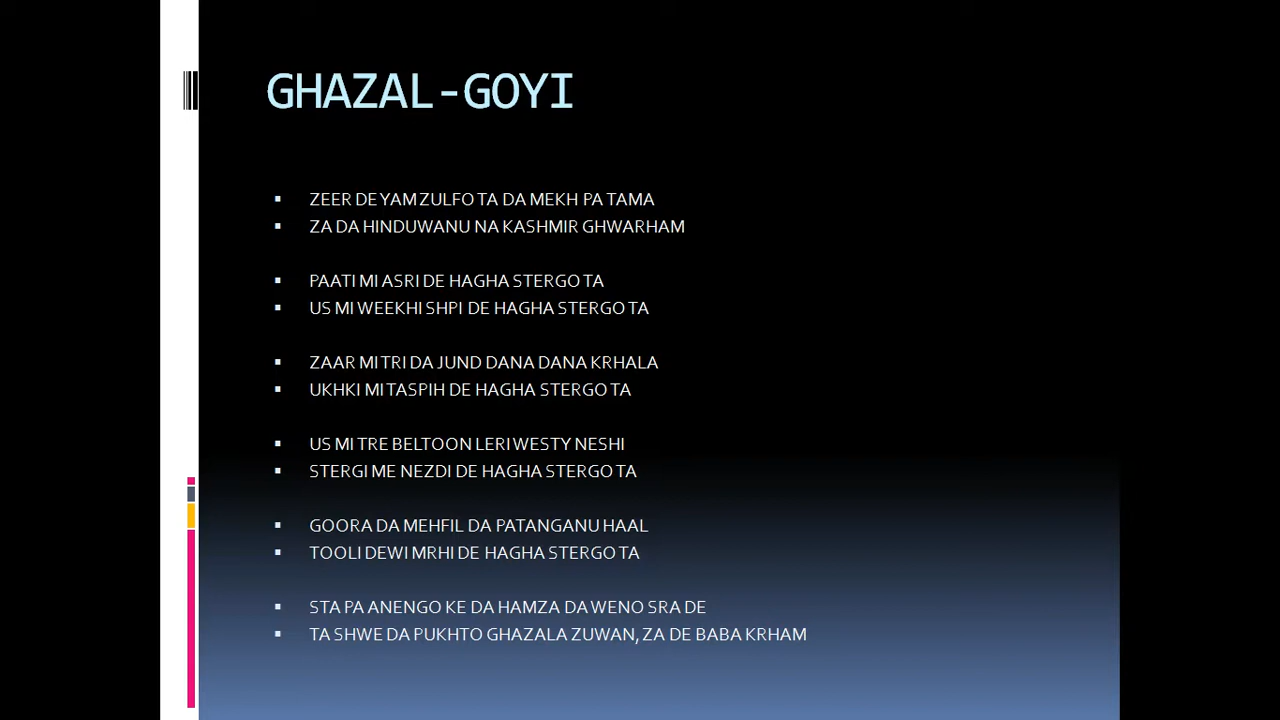 GHAZAL-GOYI
ZEER DE YAM ZULFO TA DA MEKH PA TAMA
ZA DA HINDUWANU NA KASHMIR GHWARHAM
PAATI MI ASRI DE HAGHA STERGO TA
US MI WEEKHI SHPI DE HAGHA STERGO TA
ZAAR MI TRI DA JUND DANA DANA KRHALA
UKHKI MI TASPIH DE HAGHA STERGO TA
US MI TRE BELTOON LERI WESTY NESHI
STERGI ME NEZDI DE HAGHA STERGO TA
GOORA DA MEHFIL DA PATANGANU HAAL
TOOLI DEWI MRHI DE HAGHA STERGO TA
STA PA ANENGO KE DA HAMZA DA WENO SRA DE
TA SHWE DA PUKHTO GHAZALA ZUWAN, ZA DE BABA KRHAM